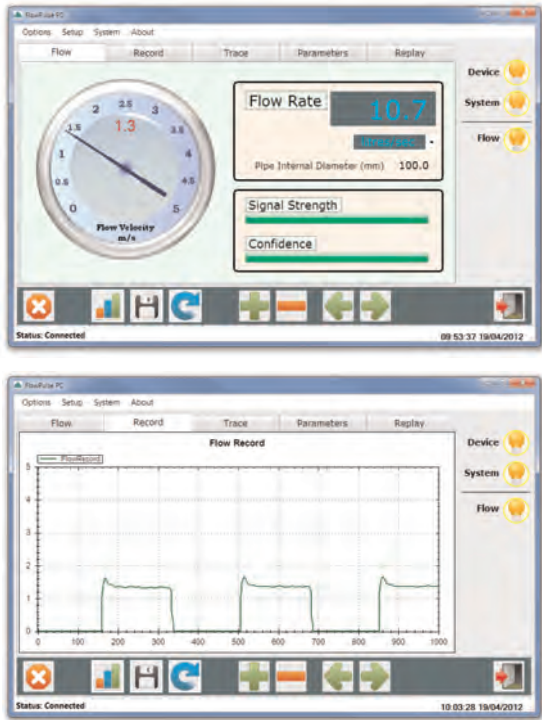 FlowPulse PC
Options Setup System About
Flow Record Trace Parameters Replay
Device
System
Flow
0 0.5 1 1.5 2 2.5 3 3.5 4 4.5 5
1.3
Flow Velocity
m/s
Flow Rate 10.7
Litres/sec
Pipe Internal Diameter (mm) 100.0
Signal Strength
Confidence
Status: Connected 09:53:37 19/04/2012
FlowPulse PC
Options Setup System About
Flow Record Trace Parameters Replay
Device
System
Flow
Flow Record
FlowRecord
5
4
3
2
1
0
0 100 200 300 400 500 600 700 800 900 1000
Status: Connected 10:03:28 19/04/2012